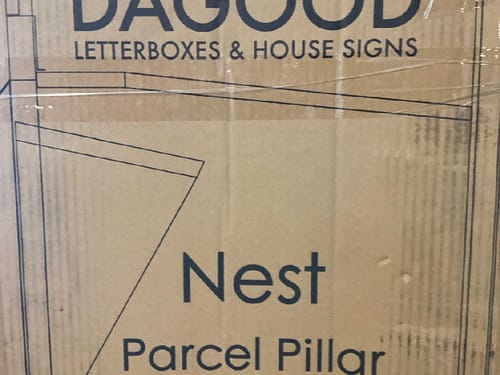 DAGOOD
LETTERBOXES & HOUSE SIGNS
Nest
Parcel Pillar